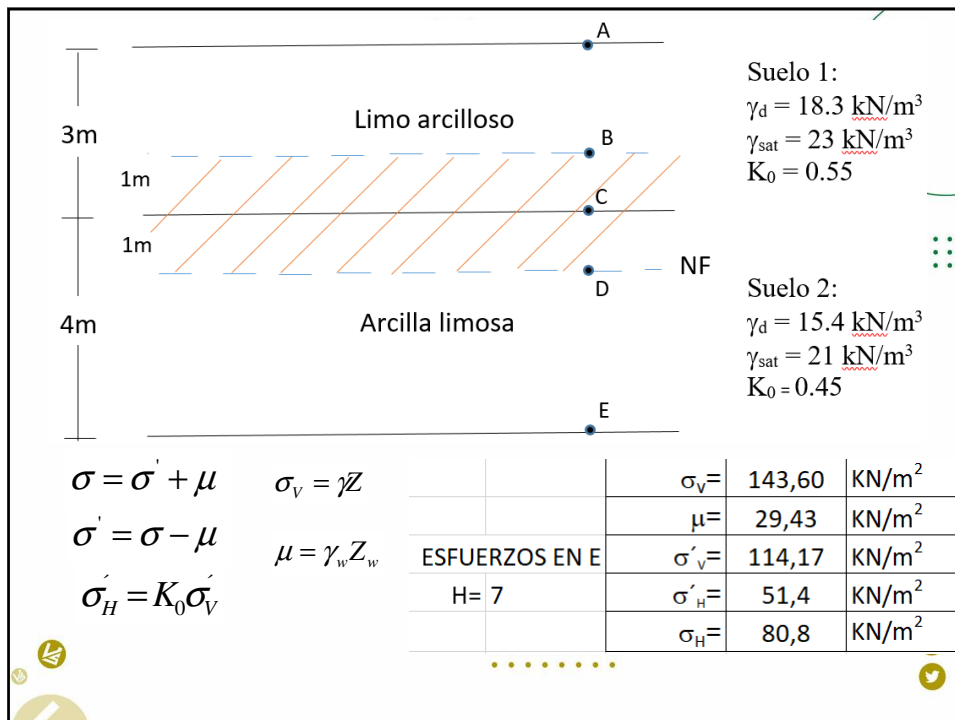 A
3m
Limo arcilloso
B
1m
C
1m
NF
D
4m
Arcilla limosa
E
Suelo 1:
γd = 18.3 kN/m³
γsat = 23 kN/m³
K₀ = 0.55
Suelo 2:
γd = 15.4 kN/m³
γsat = 21 kN/m³
K₀ = 0.45
σ = σ' + μ
σ' = σ − μ
σ'H = K₀σ'V
σV = γZ
μ = γwZw
σv= 143,60 KN/m²
μ= 29,43 KN/m²
ESFUERZOS EN E σ´v= 114,17 KN/m²
H= 7 σ´H= 51,4 KN/m²
σH= 80,8 KN/m²